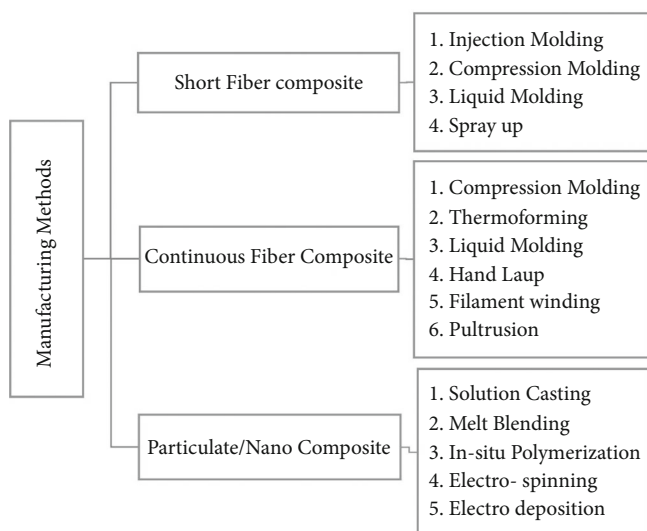 Manufacturing Methods
Short Fiber composite
1. Injection Molding
2. Compression Molding
3. Liquid Molding
4. Spray up
Continuous Fiber Composite
1. Compression Molding
2. Thermoforming
3. Liquid Molding
4. Hand Laup
5. Filament winding
6. Pultrusion
Particulate/Nano Composite
1. Solution Casting
2. Melt Blending
3. In-situ Polymerization
4. Electro- spinning
5. Electro deposition